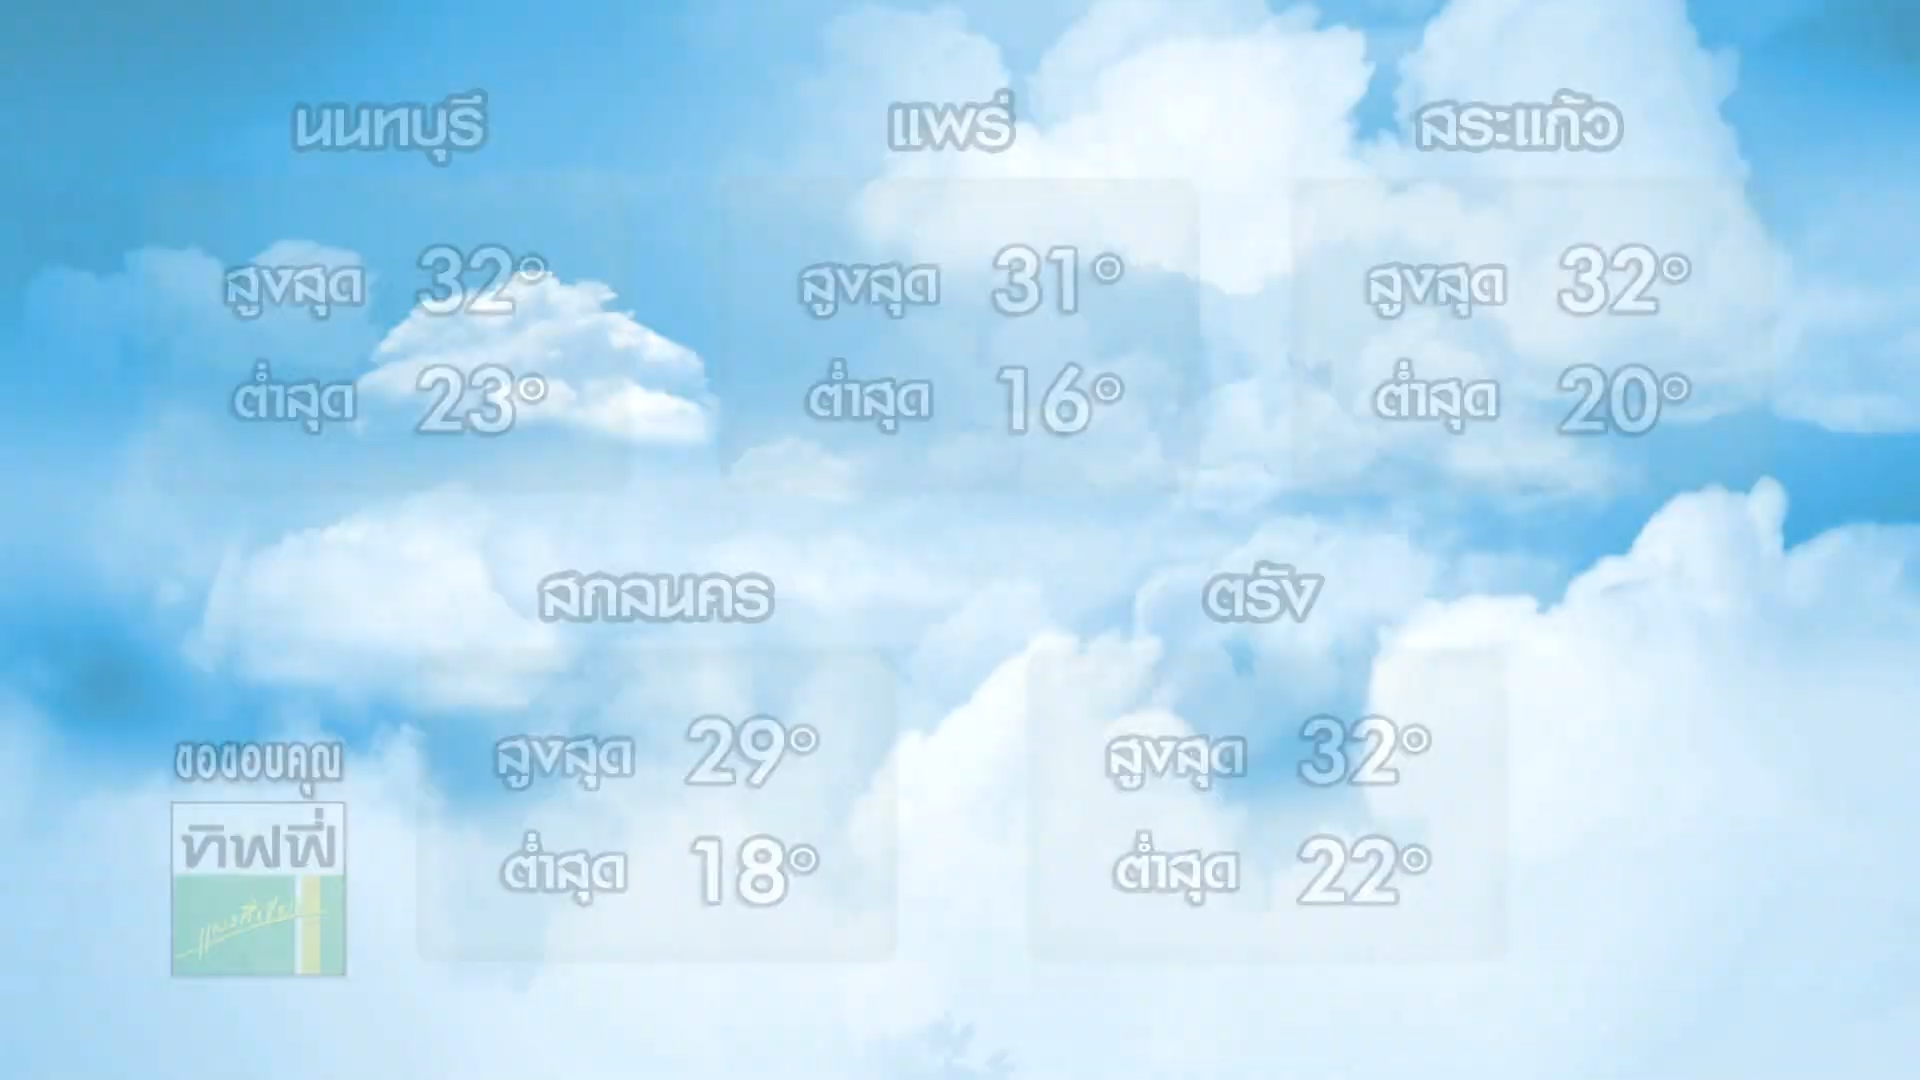 นนทบุรี
สูงสุด 32°
ต่ำสุด 23°
แพร่
สูงสุด 31°
ต่ำสุด 16°
สระแก้ว
สูงสุด 32°
ต่ำสุด 20°
สกลนคร
สูงสุด 29°
ต่ำสุด 18°
ตรัง
สูงสุด 32°
ต่ำสุด 22°
ขอขอบคุณ
ทิฟฟี่